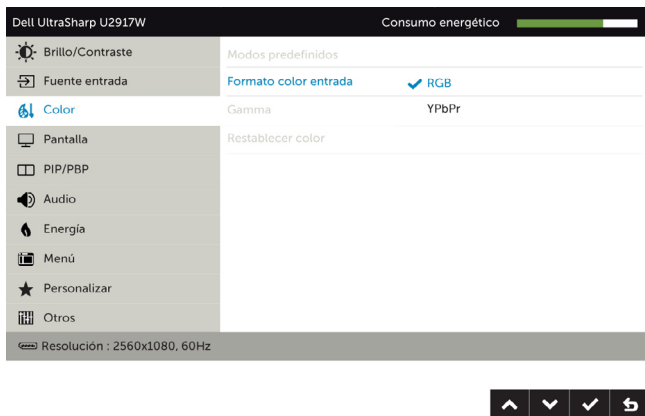 Dell UltraSharp U2917W
Consumo energético
Brillo/Contraste
Fuente entrada
Color
Pantalla
PIP/PBP
Audio
Energía
Menú
Personalizar
Otros
Modos predefinidos
Formato color entrada
Gamma
Restablecer color
RGB
YPbPr
Resolución : 2560x1080, 60Hz